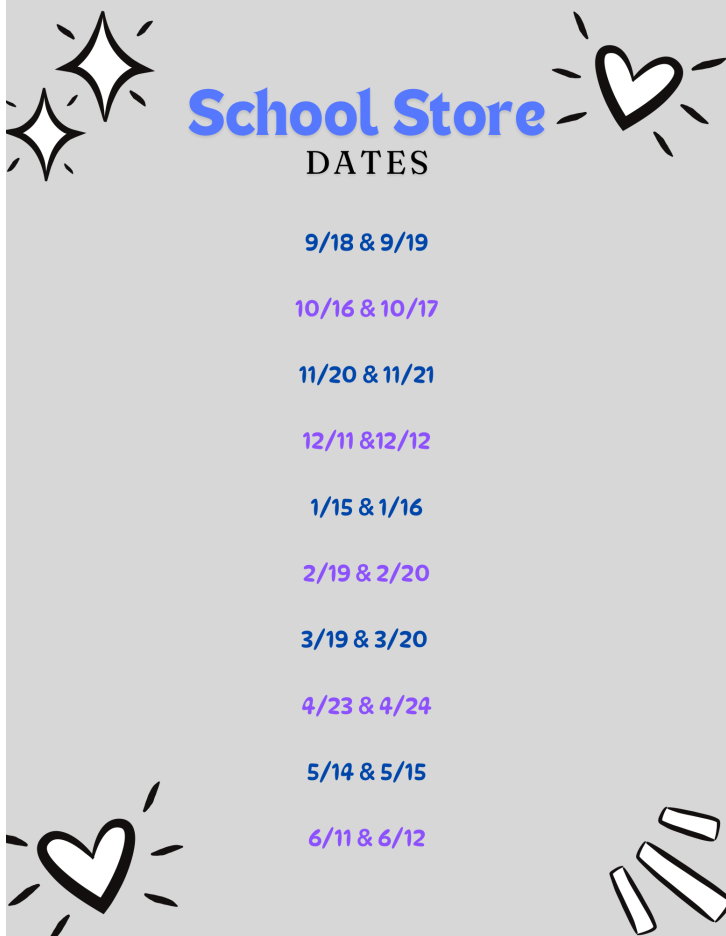 School Store
DATES
9/18 & 9/19
10/16 & 10/17
11/20 & 11/21
12/11 &12/12
1/15 & 1/16
2/19 & 2/20
3/19 & 3/20
4/23 & 4/24
5/14 & 5/15
6/11 & 6/12